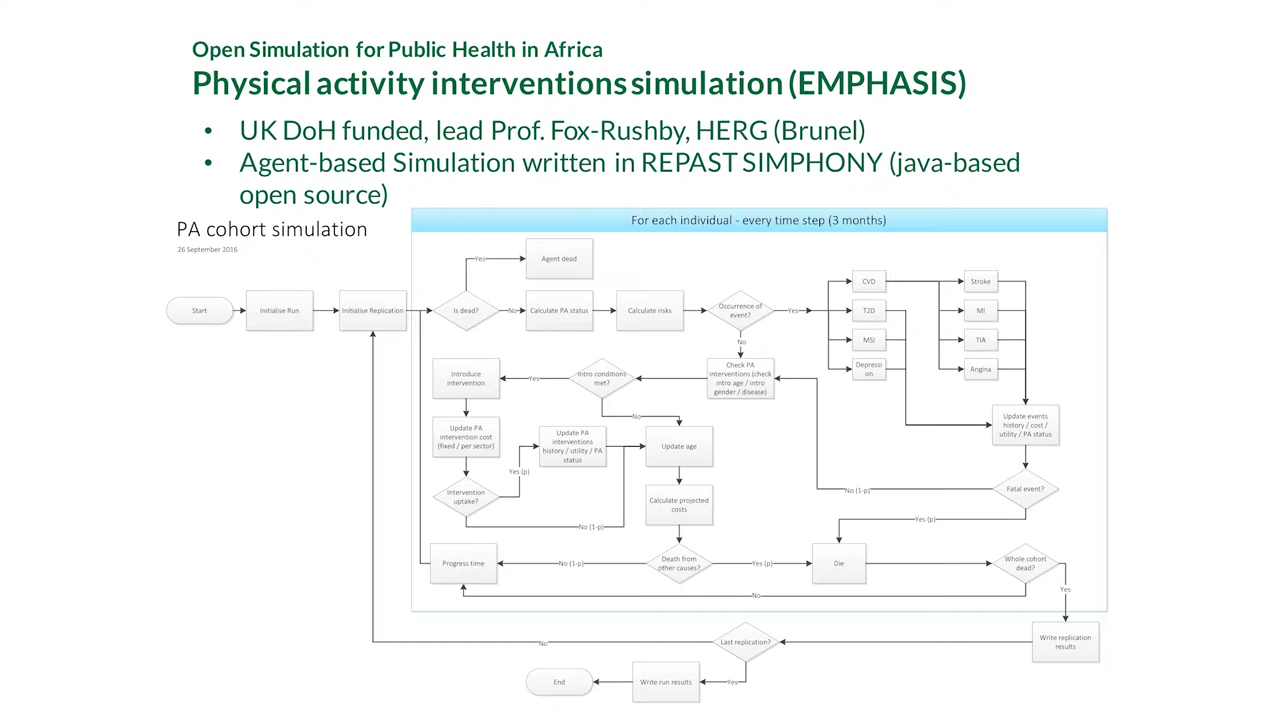 Open Simulation for Public Health in Africa
Physical activity interventions simulation (EMPHASIS)
• UK DoH funded, lead Prof. Fox-Rushby, HERG (Brunel)
• Agent-based Simulation written in REPAST SIMPHONY (java-based
open source)
PA cohort simulation
26 September 2016
For each individual - every time step (3 months)
Yes
Agent dead
Start
Initialise Run
Initialise Replication
Is dead?
No
Calculate PA status
Calculate risks
Occurrence of
event?
Yes
CVD
T2D
MSI
Depressi
on
Stroke
MI
TIA
Angina
No
Introduce
intervention
Yes
Intro conditions
met?
Check PA
interventions (check
intro age / intro
gender / disease)
No
Update PA
intervention cost
(fixed / per sector)
Update PA
interventions
history / utility / PA
status
Update age
Update events
history / cost /
utility / PA status
Yes (p)
Intervention
uptake?
No (1-p)
Calculate projected
costs
No (1-p)
Fatal event?
Yes (p)
Progress time
No (1-p)
Death from
other causes?
Yes (p)
Die
Whole cohort
dead?
No
Yes
No
Last replication?
Write replication
results
End
Write run results
Yes